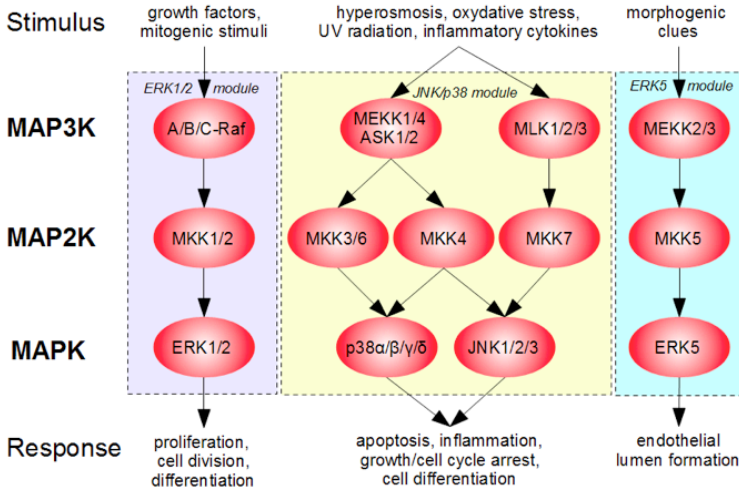 Stimulus
growth factors,
mitogenic stimuli
hyperosmosis, oxydative stress,
UV radiation, inflammatory cytokines
morphogenic
clues
ERK1/2 module
JNK/p38 module
ERK5 module
MAP3K
A/B/C-Raf
MEKK1/4
ASK1/2
MLK1/2/3
MEKK2/3
MAP2K
MKK1/2
MKK3/6
MKK4
MKK7
MKK5
MAPK
ERK1/2
p38α/β/γ/δ
JNK1/2/3
ERK5
Response
proliferation,
cell division,
differentiation
apoptosis, inflammation,
growth/cell cycle arrest,
cell differentiation
endothelial
lumen formation